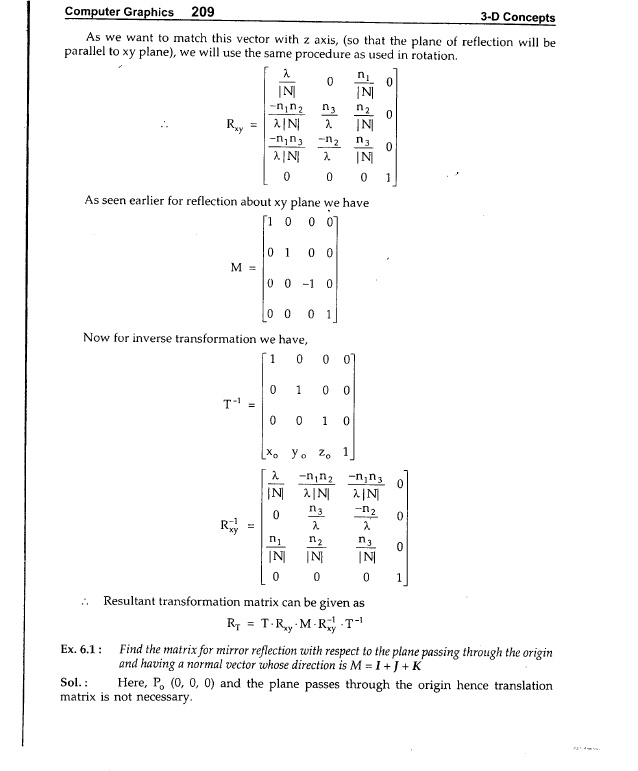 Computer Graphics 209
3-D Concepts
As we want to match this vector with z axis, (so that the plane of reflection will be
parallel to xy plane), we will use the same procedure as used in rotation.
∴ R_xy = [ λ/|N| 0 n₁/|N| 0
−n₁n₂/λ|N| n₃/λ n₂/|N| 0
−n₁n₃/λ|N| −n₂/λ n₃/|N| 0
0 0 0 1 ]
As seen earlier for reflection about xy plane we have
M = [ 1 0 0 0
0 1 0 0
0 0 −1 0
0 0 0 1 ]
Now for inverse transformation we have,
T⁻¹ = [ 1 0 0 0
0 1 0 0
0 0 1 0
x₀ y₀ z₀ 1 ]
R_xy⁻¹ = [ λ/|N| −n₁n₂/λ|N| −n₁n₃/λ|N| 0
0 n₃/λ −n₂/λ 0
n₁/|N| n₂/|N| n₃/|N| 0
0 0 0 1 ]
∴ Resultant transformation matrix can be given as
R_T = T · R_xy · M · R_xy⁻¹ · T⁻¹
Ex. 6.1 : Find the matrix for mirror reflection with respect to the plane passing through the origin
and having a normal vector whose direction is M = I + J + K
Sol. : Here, P₀ (0, 0, 0) and the plane passes through the origin hence translation
matrix is not necessary.